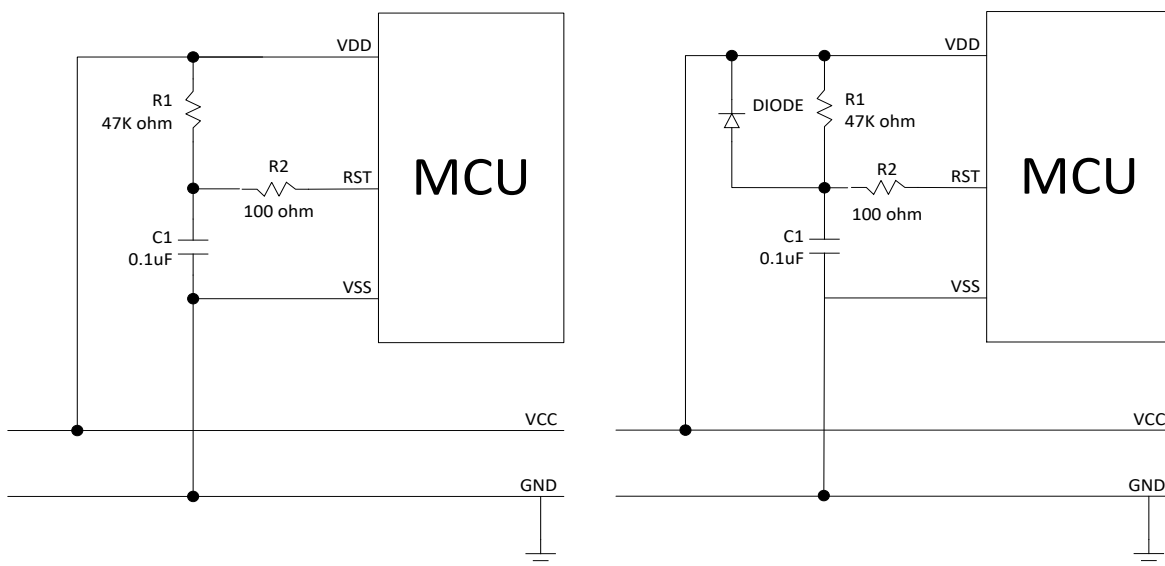 VDD
R1
47K ohm
R2
RST
100 ohm
MCU
C1
0.1uF
VSS
VCC
GND
VDD
DIODE
R1
47K ohm
R2
RST
100 ohm
MCU
C1
0.1uF
VSS
VCC
GND